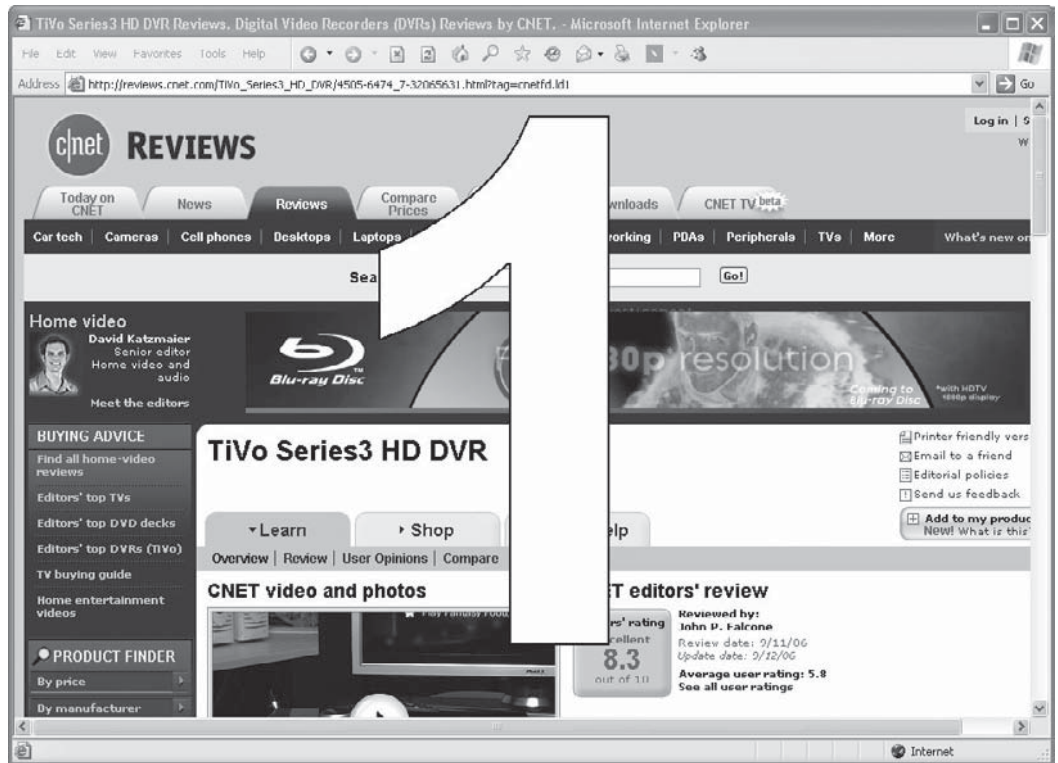 TiVo Series3 HD DVR Reviews. Digital Video Recorders (DVRs) Reviews by CNET. - Microsoft Internet Explorer
File Edit View Favorites Tools Help
Address http://reviews.cnet.com/TiVo_Series3_HD_DVR/4505-6474_7-32065631.html?tag=cnetfd.ld1 Go
Log in | S
W
c|net REVIEWS
Today on CNET News Reviews Compare Prices wnloads CNET TV beta
Car tech | Cameras | Cell phones | Desktops | Laptops orking | PDAs | Peripherals | TVs | More What's new on
Sea Go!
1
Home video
David Katzmaier
Senior editor
Home video and
audio
Meet the editors
Blu-ray Disc
30p resolution
Coming to
Blu-ray Disc
*with HDTV
1080p display
BUYING ADVICE
Find all home-video
reviews
Editors' top TVs
Editors' top DVD decks
Editors' top DVRs (TiVo)
TV buying guide
Home entertainment
videos
PRODUCT FINDER
By price
By manufacturer
TiVo Series3 HD DVR
Printer friendly vers
Email to a friend
Editorial policies
Send us feedback
Add to my produc
New! What is this
Learn Shop elp
Overview | Review | User Opinions | Compare
CNET video and photos
ET editors' review
rs' rating
cellent
8.3
out of 10
Reviewed by:
John P. Falcone
Review date: 9/11/06
Update date: 9/12/06
Average user rating: 5.8
See all user ratings
Internet